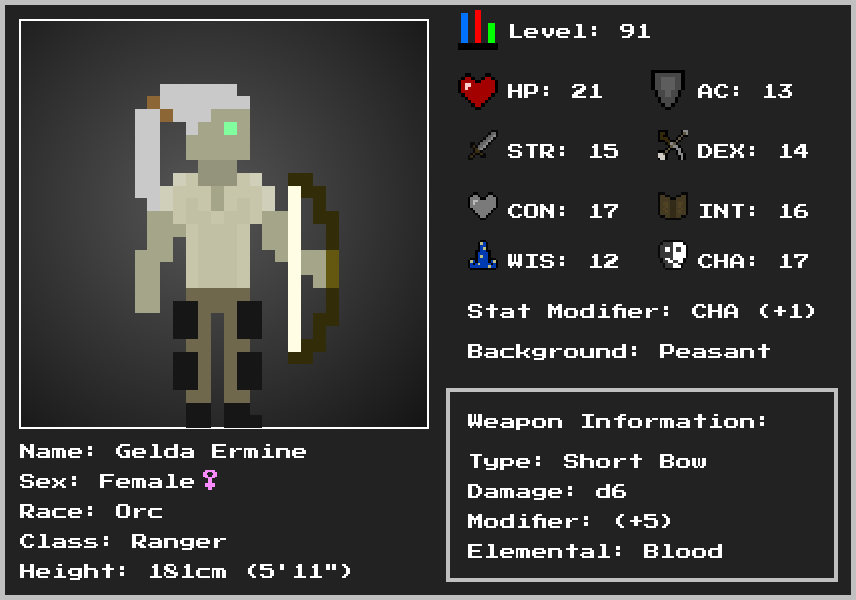 Level: 91
HP: 21 AC: 13
STR: 15 DEX: 14
CON: 17 INT: 16
WIS: 12 CHA: 17
Stat Modifier: CHA (+1)
Background: Peasant
Weapon Information:
Type: Short Bow
Damage: d6
Modifier: (+5)
Elemental: Blood
Name: Gelda Ermine
Sex: Female♀
Race: Orc
Class: Ranger
Height: 181cm (5'11")